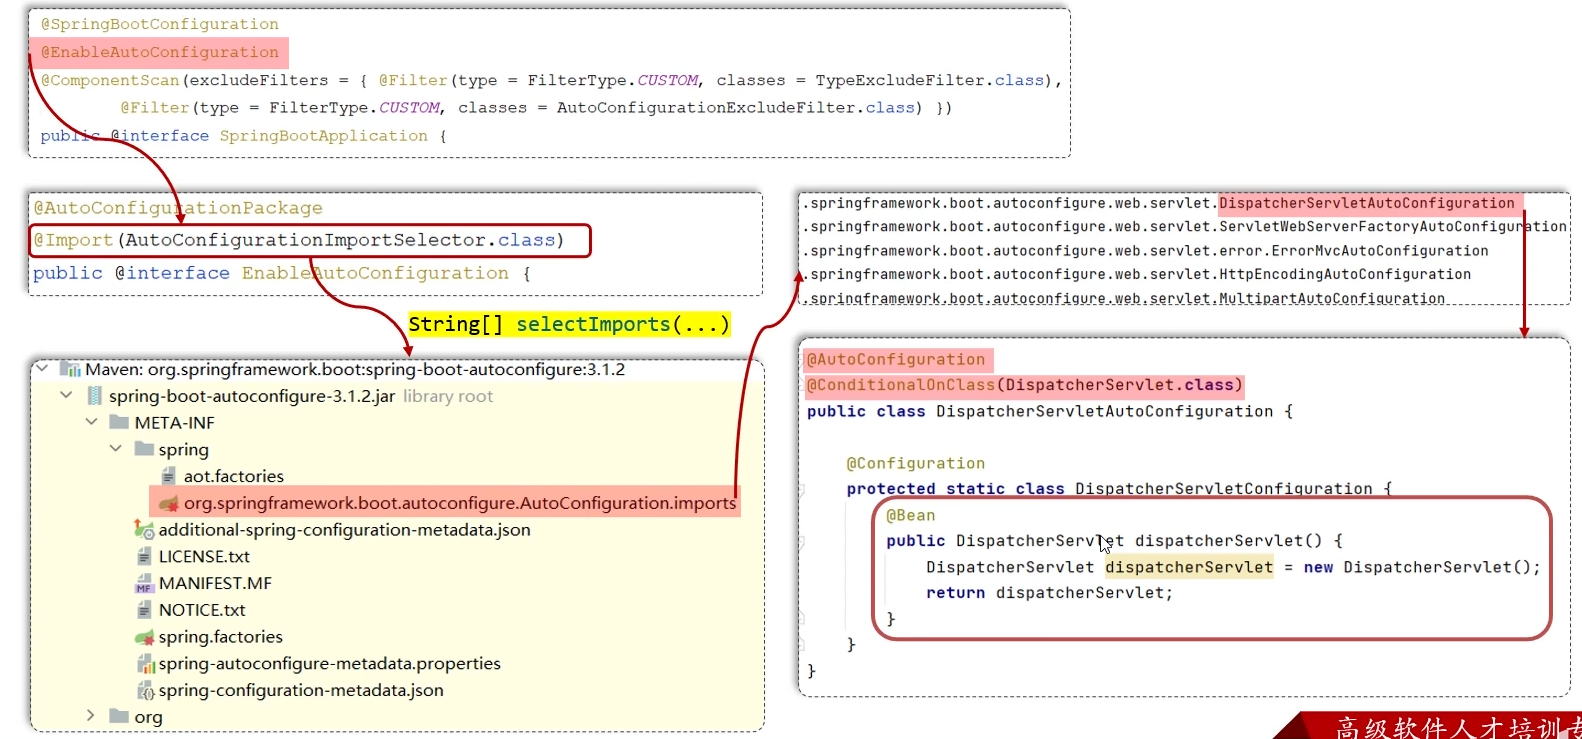 @SpringBootConfiguration
@EnableAutoConfiguration
@ComponentScan(excludeFilters = { @Filter(type = FilterType.CUSTOM, classes = TypeExcludeFilter.class),
@Filter(type = FilterType.CUSTOM, classes = AutoConfigurationExcludeFilter.class) })
public @interface SpringBootApplication {
@AutoConfigurationPackage
@Import(AutoConfigurationImportSelector.class)
public @interface EnableAutoConfiguration {
String[] selectImports(...)
Maven: org.springframework.boot:spring-boot-autoconfigure:3.1.2
spring-boot-autoconfigure-3.1.2.jar library root
META-INF
spring
aot.factories
org.springframework.boot.autoconfigure.AutoConfiguration.imports
additional-spring-configuration-metadata.json
LICENSE.txt
MANIFEST.MF
NOTICE.txt
spring.factories
spring-autoconfigure-metadata.properties
spring-configuration-metadata.json
org
.springframework.boot.autoconfigure.web.servlet.DispatcherServletAutoConfiguration
.springframework.boot.autoconfigure.web.servlet.ServletWebServerFactoryAutoConfiguration
.springframework.boot.autoconfigure.web.servlet.error.ErrorMvcAutoConfiguration
.springframework.boot.autoconfigure.web.servlet.HttpEncodingAutoConfiguration
.springframework.boot.autoconfigure.web.servlet.MultipartAutoConfiguration
@AutoConfiguration
@ConditionalOnClass(DispatcherServlet.class)
public class DispatcherServletAutoConfiguration {
@Configuration
protected static class DispatcherServletConfiguration {
@Bean
public DispatcherServlet dispatcherServlet() {
DispatcherServlet dispatcherServlet = new DispatcherServlet();
return dispatcherServlet;
}
}
}
高级软件人才培训专